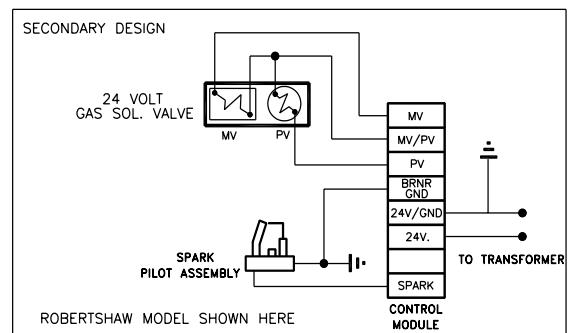 SECONDARY DESIGN
24 VOLT
GAS SOL. VALVE
MV
PV
MV
MV/PV
PV
BRNR
GND
24V/GND
24V.
SPARK
TO TRANSFORMER
SPARK
PILOT ASSEMBLY
CONTROL
MODULE
ROBERTSHAW MODEL SHOWN HERE